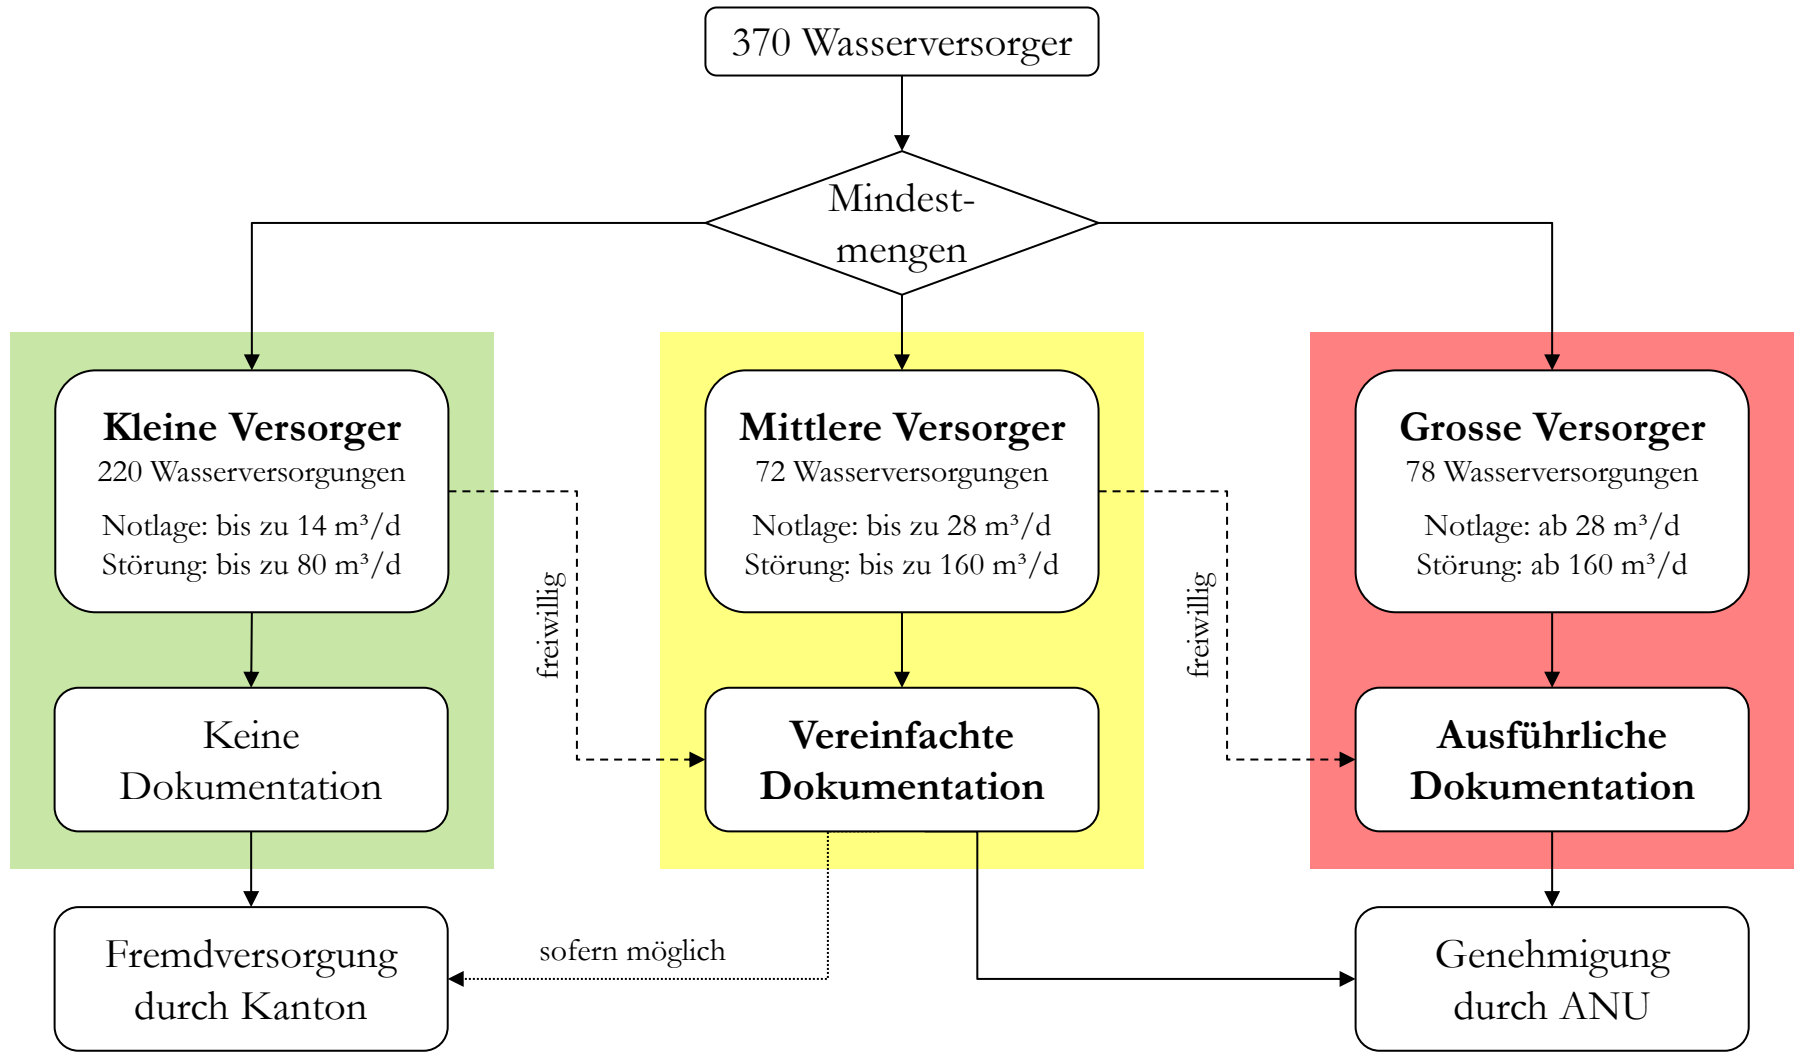 370 Wasserversorger
Mindest-
mengen
Kleine Versorger
220 Wasserversorgungen
Notlage: bis zu 14 m³/d
Störung: bis zu 80 m³/d
Mittlere Versorger
72 Wasserversorgungen
Notlage: bis zu 28 m³/d
Störung: bis zu 160 m³/d
Grosse Versorger
78 Wasserversorgungen
Notlage: ab 28 m³/d
Störung: ab 160 m³/d
freiwillig
freiwillig
Keine
Dokumentation
Vereinfachte
Dokumentation
Ausführliche
Dokumentation
Fremdversorgung
durch Kanton
sofern möglich
Genehmigung
durch ANU